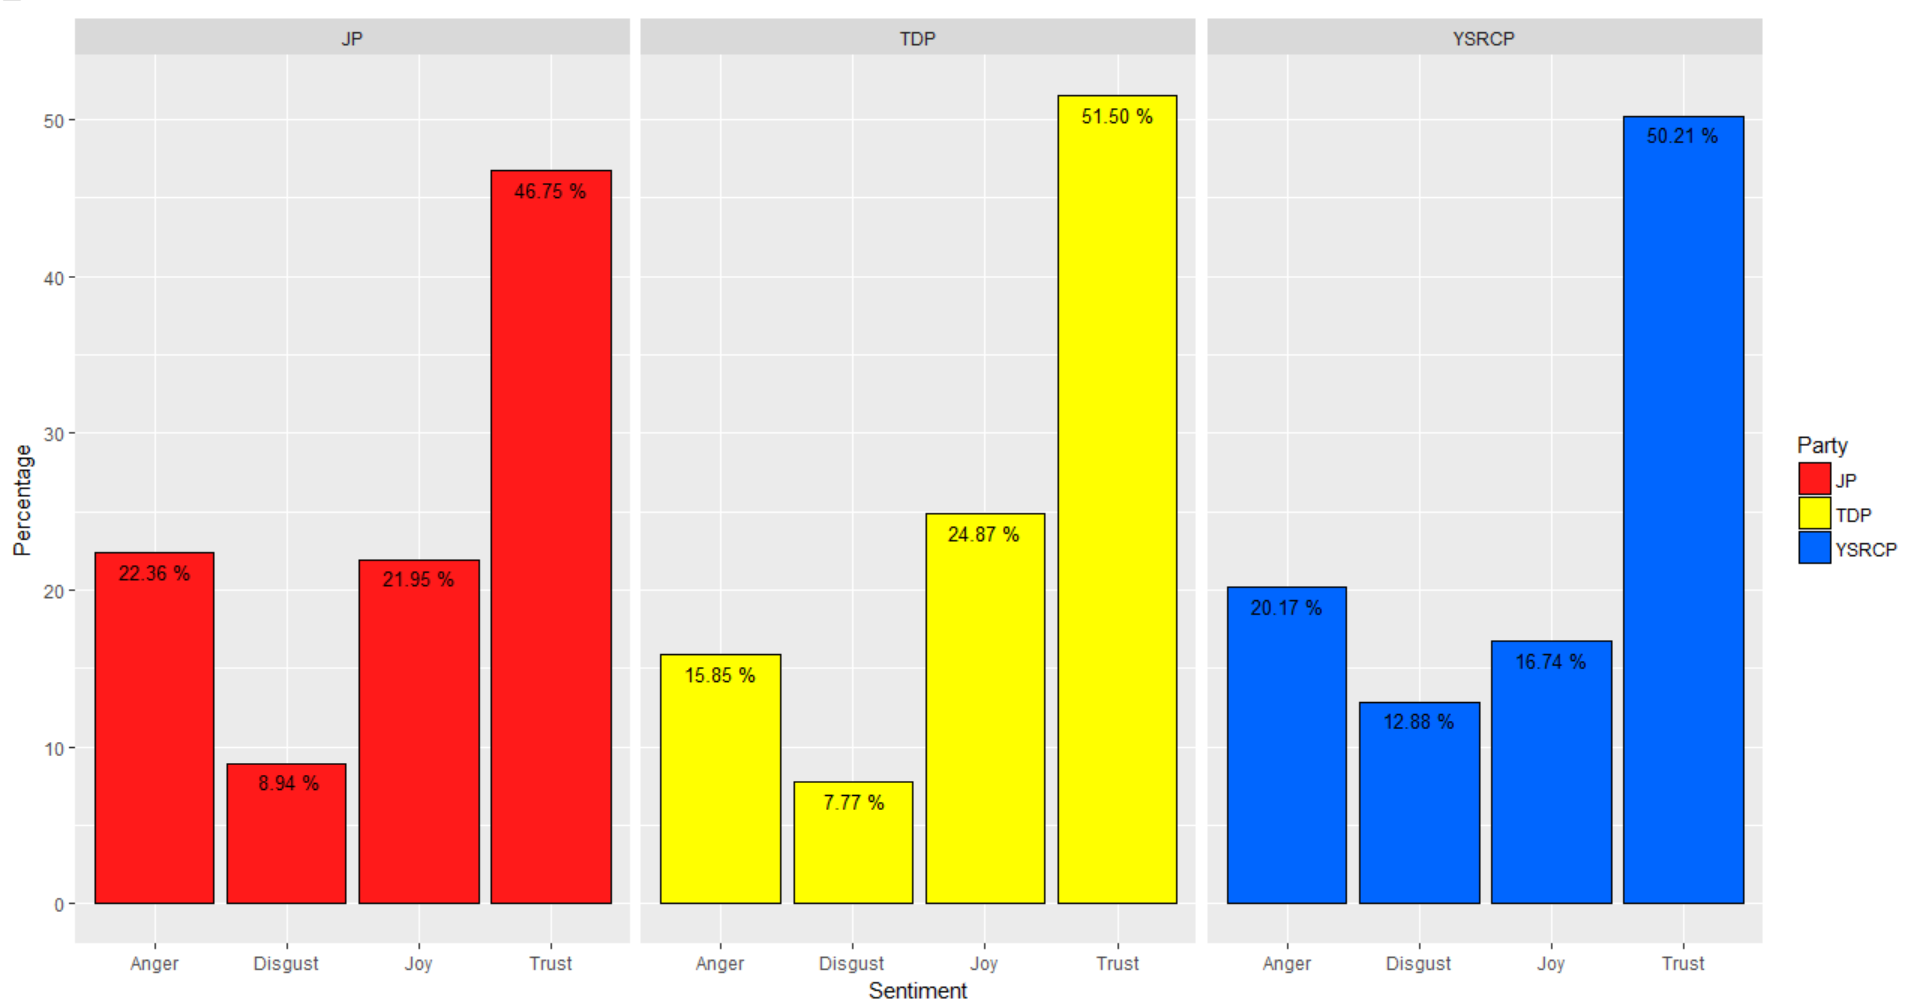 JP
TDP
YSRCP
Percentage
50
40
30
20
10
0
22.36 %
8.94 %
21.95 %
46.75 %
15.85 %
7.77 %
24.87 %
51.50 %
20.17 %
12.88 %
16.74 %
50.21 %
Anger Disgust Joy Trust
Anger Disgust Joy Trust
Anger Disgust Joy Trust
Sentiment
Party
JP
TDP
YSRCP